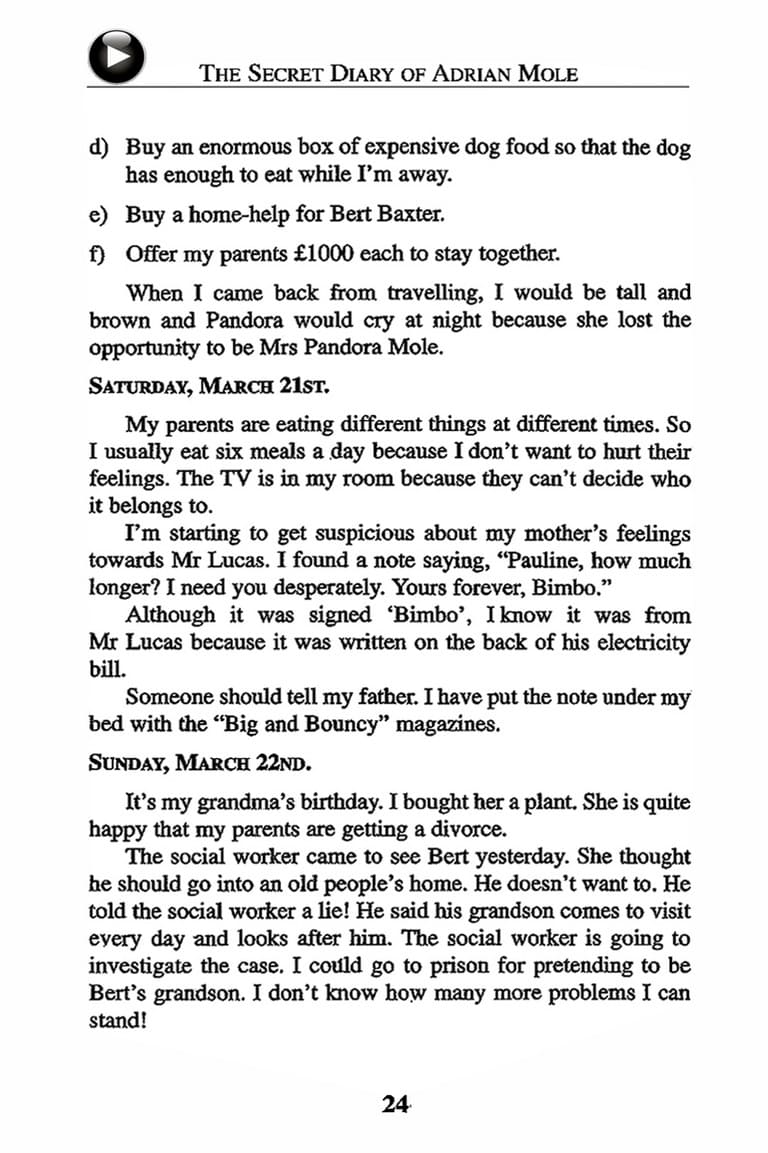 THE SECRET DIARY OF ADRIAN MOLE
d) Buy an enormous box of expensive dog food so that the dog
has enough to eat while I'm away.
e) Buy a home-help for Bert Baxter.
f) Offer my parents £1000 each to stay together.
When I came back from travelling, I would be tall and
brown and Pandora would cry at night because she lost the
opportunity to be Mrs Pandora Mole.
SATURDAY, MARCH 21ST.
My parents are eating different things at different times. So
I usually eat six meals a day because I don't want to hurt their
feelings. The TV is in my room because they can't decide who
it belongs to.
I'm starting to get suspicious about my mother's feelings
towards Mr Lucas. I found a note saying, “Pauline, how much
longer? I need you desperately. Yours forever, Bimbo.”
Although it was signed ‘Bimbo’, I know it was from
Mr Lucas because it was written on the back of his electricity
bill.
Someone should tell my father. I have put the note under my
bed with the “Big and Bouncy” magazines.
SUNDAY, MARCH 22ND.
It's my grandma's birthday. I bought her a plant. She is quite
happy that my parents are getting a divorce.
The social worker came to see Bert yesterday. She thought
he should go into an old people's home. He doesn't want to. He
told the social worker a lie! He said his grandson comes to visit
every day and looks after him. The social worker is going to
investigate the case. I could go to prison for pretending to be
Bert's grandson. I don't know how many more problems I can
stand!
24